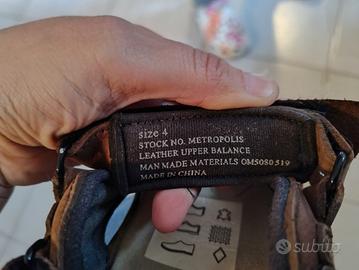 size 4
STOCK NO. METROPOLIS
LEATHER UPPER BALANCE
MAN MADE MATERIALS OM5080 519
MADE IN CHINA
subito